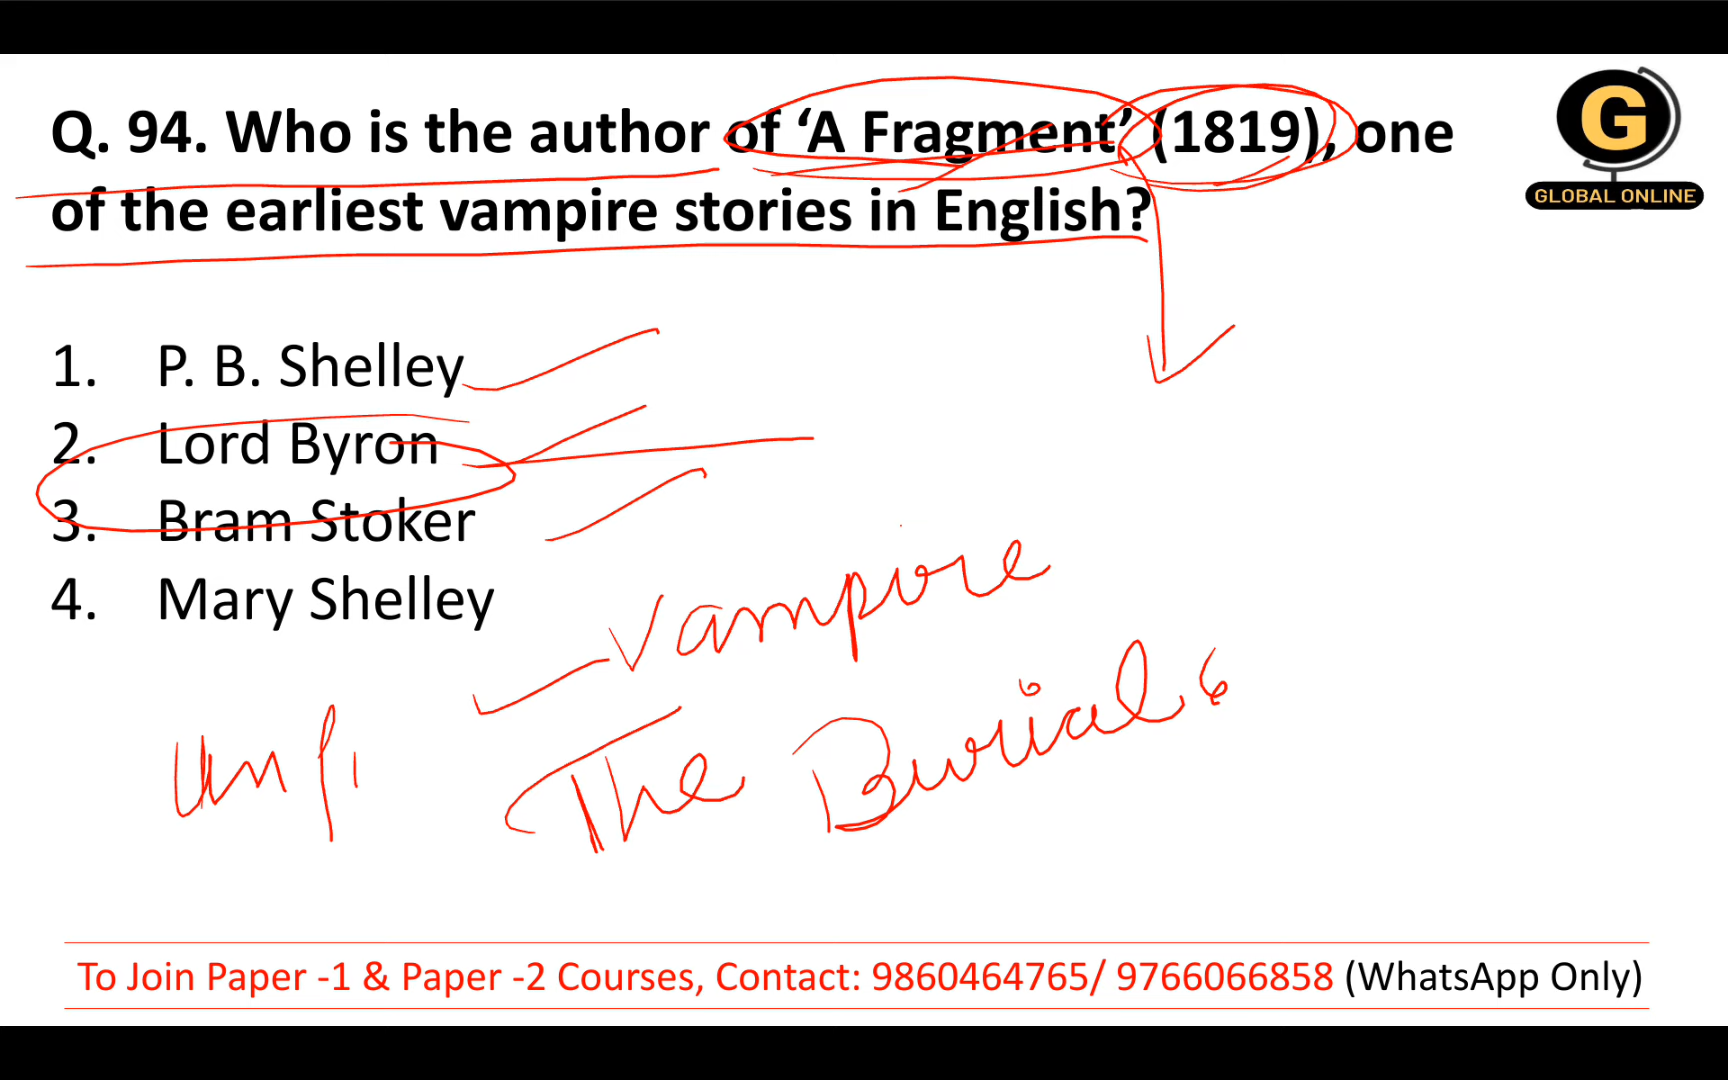 Q. 94. Who is the author of ‘A Fragment’ (1819), one
of the earliest vampire stories in English?
G
GLOBAL ONLINE
1. P. B. Shelley
2. Lord Byron
3. Bram Stoker
4. Mary Shelley
Vampire
The Burial
To Join Paper -1 & Paper -2 Courses, Contact: 9860464765/ 9766066858 (WhatsApp Only)